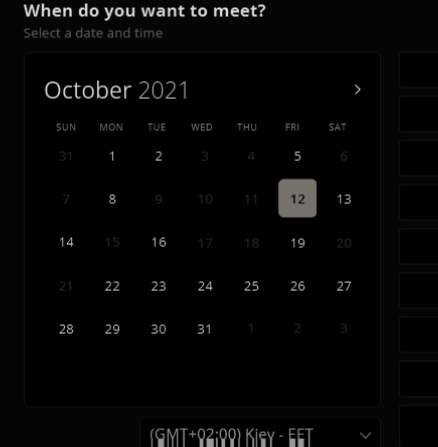 When do you want to meet?
Select a date and time
October 2021
SUN MON TUE WED THU FRI SAT
31 1 2 3 4 5 6
7 8 9 10 11 12 13
14 15 16 17 18 19 20
21 22 23 24 25 26 27
28 29 30 31 1 2 3
(GMT+02:00) Kiev - EET